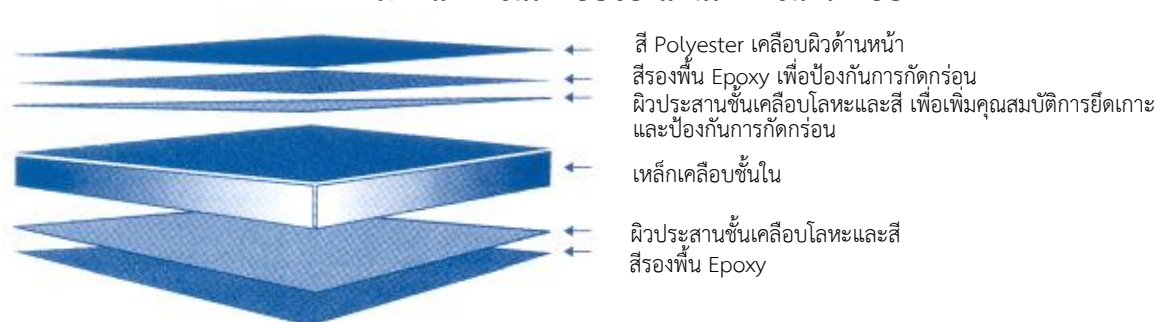 สี Polyester เคลือบผิวด้านหน้า
สีรองพื้น Epoxy เพื่อป้องกันการกัดกร่อน
ผิวประสานชั้นเคลือบโลหะและสี เพื่อเพิ่มคุณสมบัติการยึดเกาะ
และป้องกันการกัดกร่อน
เหล็กเคลือบชั้นใน
ผิวประสานชั้นเคลือบโลหะและสี
สีรองพื้น Epoxy